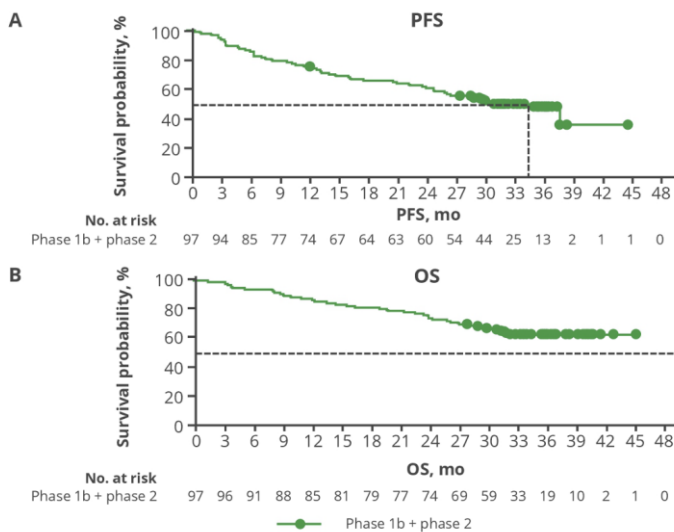 A
PFS
Survival probability, %
100
80
60
40
20
0
0 3 6 9 12 15 18 21 24 27 30 33 36 39 42 45 48
PFS, mo
No. at risk
Phase 1b + phase 2 97 94 85 77 74 67 64 63 60 54 44 25 13 2 1 1 0
B
OS
Survival probability, %
100
80
60
40
20
0
0 3 6 9 12 15 18 21 24 27 30 33 36 39 42 45 48
OS, mo
No. at risk
Phase 1b + phase 2 97 96 91 88 85 81 79 77 74 69 59 33 19 10 2 1 0
Phase 1b + phase 2